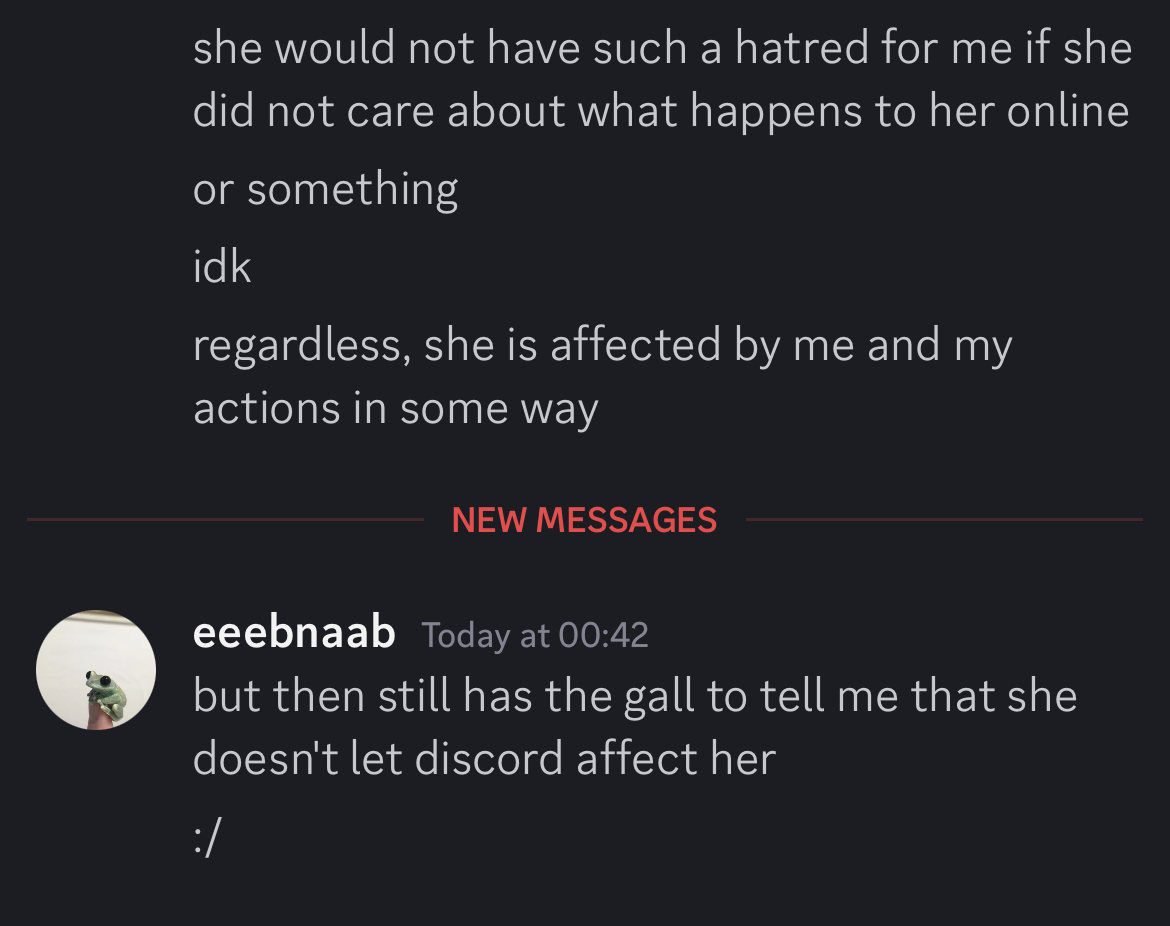 she would not have such a hatred for me if she
did not care about what happens to her online
or something
idk
regardless, she is affected by me and my
actions in some way
NEW MESSAGES
eeebnaab Today at 00:42
but then still has the gall to tell me that she
doesn't let discord affect her
:/